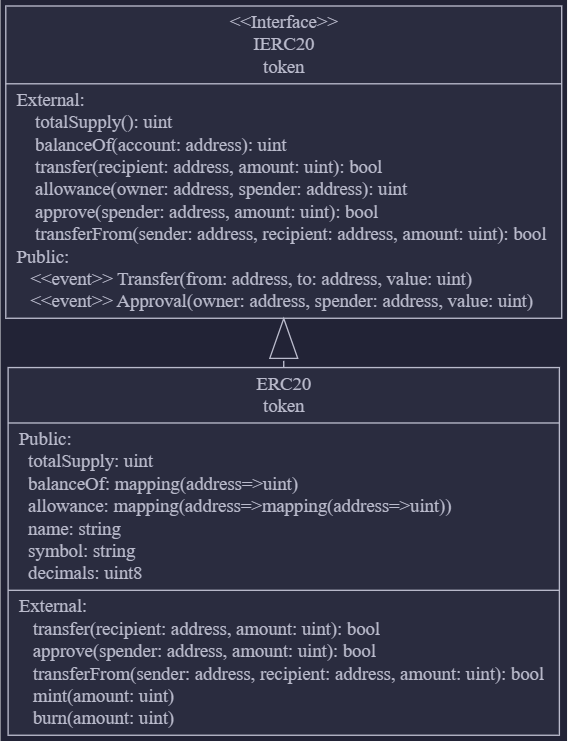 <<Interface>>
IERC20
token
External:
totalSupply(): uint
balanceOf(account: address): uint
transfer(recipient: address, amount: uint): bool
allowance(owner: address, spender: address): uint
approve(spender: address, amount: uint): bool
transferFrom(sender: address, recipient: address, amount: uint): bool
Public:
<<event>> Transfer(from: address, to: address, value: uint)
<<event>> Approval(owner: address, spender: address, value: uint)
ERC20
token
Public:
totalSupply: uint
balanceOf: mapping(address=>uint)
allowance: mapping(address=>mapping(address=>uint))
name: string
symbol: string
decimals: uint8
External:
transfer(recipient: address, amount: uint): bool
approve(spender: address, amount: uint): bool
transferFrom(sender: address, recipient: address, amount: uint): bool
mint(amount: uint)
burn(amount: uint)